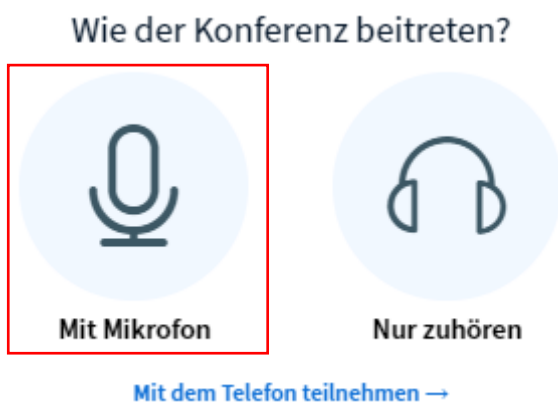 Wie der Konferenz beitreten?
Mit Mikrofon
Nur zuhören
Mit dem Telefon teilnehmen →